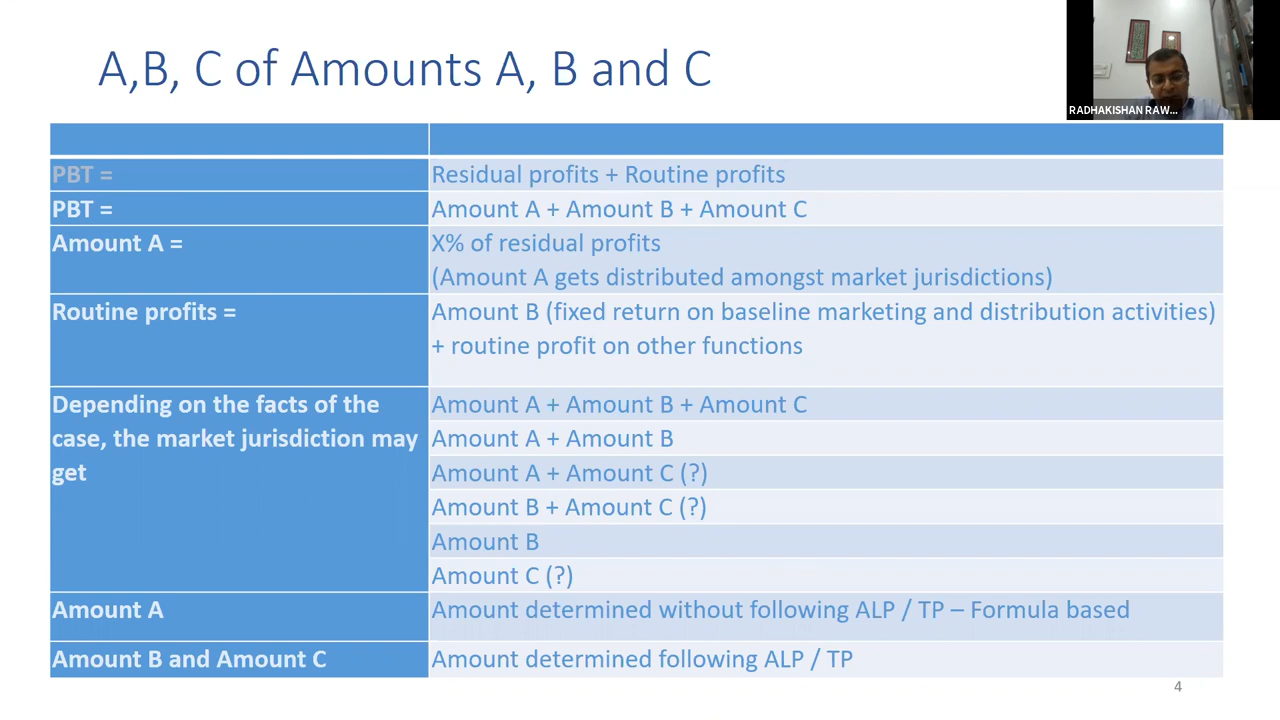 A,B, C of Amounts A, B and C
RADHAKISHAN RAW...
PBT =
Residual profits + Routine profits
PBT =
Amount A + Amount B + Amount C
Amount A =
X% of residual profits
(Amount A gets distributed amongst market jurisdictions)
Routine profits =
Amount B (fixed return on baseline marketing and distribution activities)
+ routine profit on other functions
Depending on the facts of the
case, the market jurisdiction may
get
Amount A + Amount B + Amount C
Amount A + Amount B
Amount A + Amount C (?)
Amount B + Amount C (?)
Amount B
Amount C (?)
Amount A
Amount determined without following ALP / TP – Formula based
Amount B and Amount C
Amount determined following ALP / TP
4